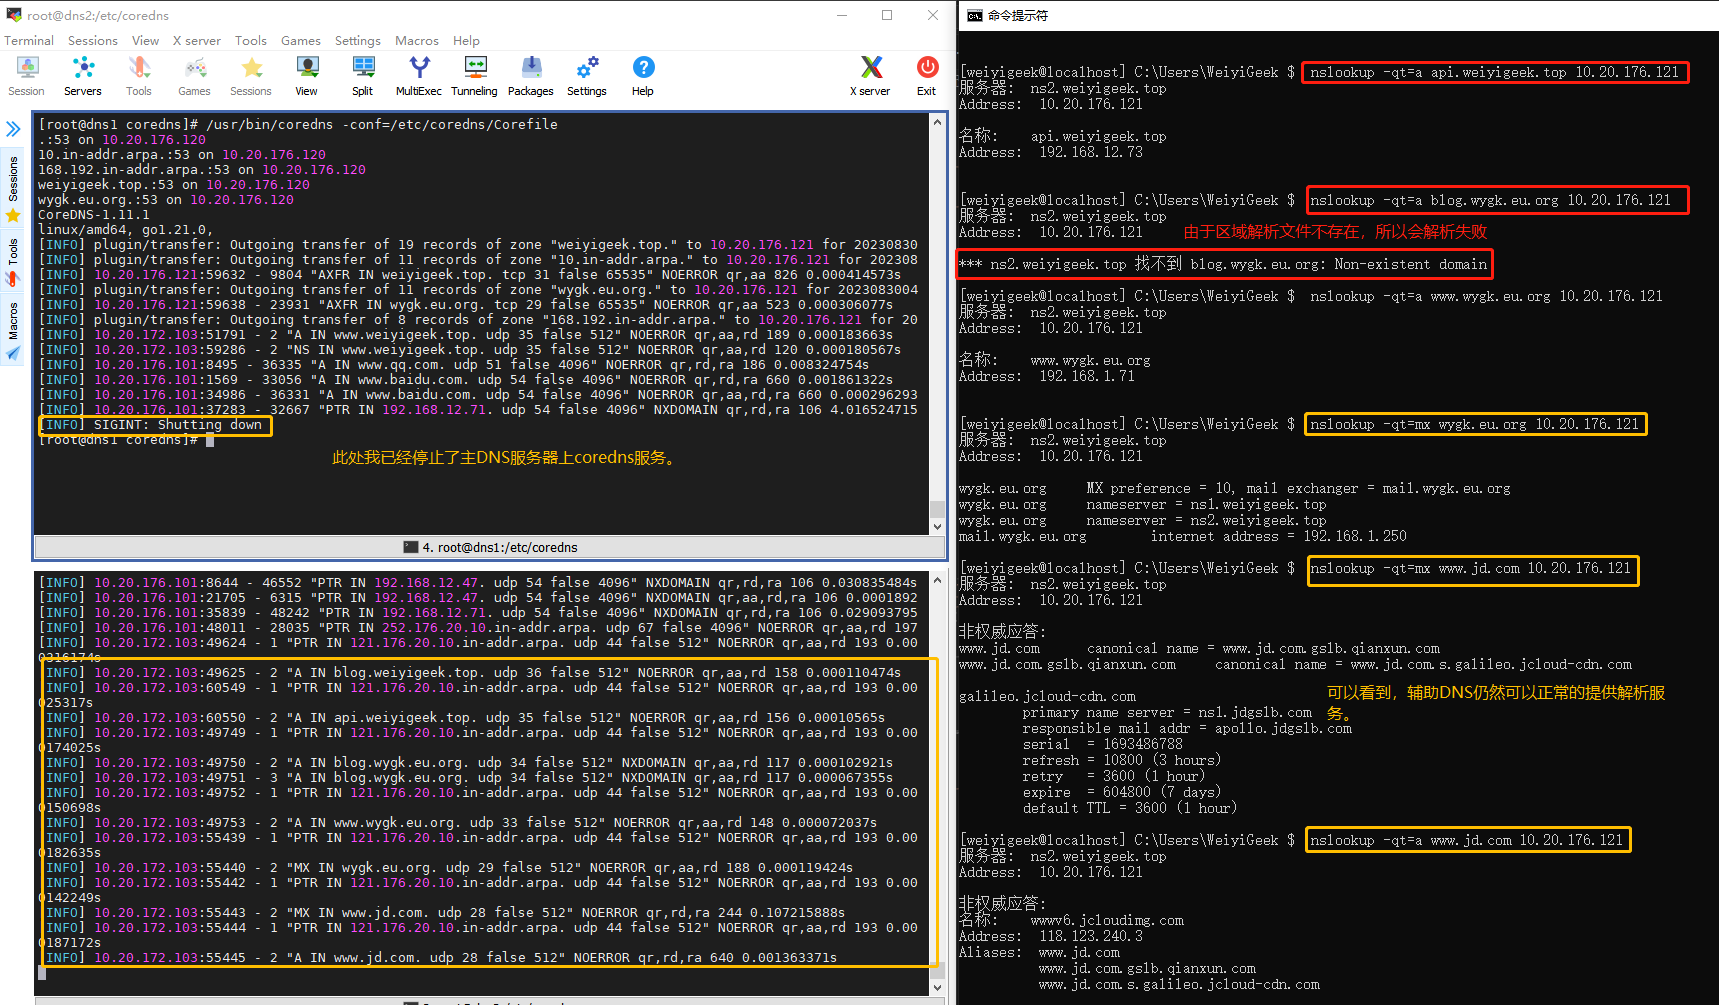 root@dns2:/etc/coredns
Terminal Sessions View X server Tools Games Settings Macros Help
Session Servers Tools Games Sessions View Split MultiExec Tunneling Packages Settings Help X server Exit
Sessions
Tools
Macros
[root@dns1 coredns]# /usr/bin/coredns -conf=/etc/coredns/Corefile
.:53 on 10.20.176.120
10.in-addr.arpa.:53 on 10.20.176.120
168.192.in-addr.arpa.:53 on 10.20.176.120
weiyigeek.top.:53 on 10.20.176.120
wygk.eu.org.:53 on 10.20.176.120
CoreDNS-1.11.1
linux/amd64, go1.21.0,
[INFO] plugin/transfer: Outgoing transfer of 19 records of zone "weiyigeek.top." to 10.20.176.121 for 20230830
[INFO] plugin/transfer: Outgoing transfer of 11 records of zone "10.in-addr.arpa." to 10.20.176.121 for 202308
[INFO] 10.20.176.121:59632 - 9804 "AXFR IN weiyigeek.top. tcp 31 false 65535" NOERROR qr,aa 826 0.000414573s
[INFO] plugin/transfer: Outgoing transfer of 11 records of zone "wygk.eu.org." to 10.20.176.121 for 2023083004
[INFO] 10.20.176.121:59638 - 23931 "AXFR IN wygk.eu.org. tcp 29 false 65535" NOERROR qr,aa 523 0.000306077s
[INFO] plugin/transfer: Outgoing transfer of 8 records of zone "168.192.in-addr.arpa." to 10.20.176.121 for 20
[INFO] 10.20.172.103:51791 - 2 "A IN www.weiyigeek.top. udp 35 false 512" NOERROR qr,aa,rd 189 0.000183663s
[INFO] 10.20.172.103:59286 - 2 "NS IN www.weiyigeek.top. udp 35 false 512" NOERROR qr,aa,rd 120 0.000180567s
[INFO] 10.20.176.101:8495 - 36335 "A IN www.qq.com. udp 51 false 4096" NOERROR qr,rd,ra 186 0.008324754s
[INFO] 10.20.176.101:1569 - 33056 "A IN www.baidu.com. udp 54 false 4096" NOERROR qr,rd,ra 660 0.001861322s
[INFO] 10.20.176.101:34986 - 36331 "A IN www.baidu.com. udp 54 false 4096" NOERROR qr,aa,rd,ra 660 0.000296293
[INFO] 10.20.176.101:37283 - 32667 "PTR IN 192.168.12.71. udp 54 false 4096" NXDOMAIN qr,rd,ra 106 4.016524715
[INFO] SIGINT: Shutting down
[root@dns1 coredns]#
此处我已经停止了主DNS服务器上coredns服务。
4. root@dns1:/etc/coredns
[INFO] 10.20.176.101:8644 - 46552 "PTR IN 192.168.12.47. udp 54 false 4096" NXDOMAIN qr,rd,ra 106 0.030835484s
[INFO] 10.20.176.101:21705 - 6315 "PTR IN 192.168.12.47. udp 54 false 4096" NXDOMAIN qr,aa,rd,ra 106 0.0001892
[INFO] 10.20.176.101:35839 - 48242 "PTR IN 192.168.12.71. udp 54 false 4096" NXDOMAIN qr,rd,ra 106 0.029093795
[INFO] 10.20.176.101:48011 - 28035 "PTR IN 252.176.20.10.in-addr.arpa. udp 67 false 4096" NOERROR qr,aa,rd 197
[INFO] 10.20.172.103:49624 - 1 "PTR IN 121.176.20.10.in-addr.arpa. udp 44 false 512" NOERROR qr,aa,rd 193 0.00
0316174s
[INFO] 10.20.172.103:49625 - 2 "A IN blog.weiyigeek.top. udp 36 false 512" NOERROR qr,aa,rd 158 0.000110474s
[INFO] 10.20.172.103:60549 - 1 "PTR IN 121.176.20.10.in-addr.arpa. udp 44 false 512" NOERROR qr,aa,rd 193 0.00
025317s
[INFO] 10.20.172.103:60550 - 2 "A IN api.weiyigeek.top. udp 35 false 512" NOERROR qr,aa,rd 156 0.00010565s
[INFO] 10.20.172.103:49749 - 1 "PTR IN 121.176.20.10.in-addr.arpa. udp 44 false 512" NOERROR qr,aa,rd 193 0.00
0174025s
[INFO] 10.20.172.103:49750 - 2 "A IN blog.wygk.eu.org. udp 34 false 512" NXDOMAIN qr,aa,rd 117 0.000102921s
[INFO] 10.20.172.103:49751 - 3 "A IN blog.wygk.eu.org. udp 34 false 512" NXDOMAIN qr,aa,rd 117 0.000067355s
[INFO] 10.20.172.103:49752 - 1 "PTR IN 121.176.20.10.in-addr.arpa. udp 44 false 512" NOERROR qr,aa,rd 193 0.00
0150698s
[INFO] 10.20.172.103:49753 - 2 "A IN www.wygk.eu.org. udp 33 false 512" NOERROR qr,aa,rd 148 0.000072037s
[INFO] 10.20.172.103:55439 - 1 "PTR IN 121.176.20.10.in-addr.arpa. udp 44 false 512" NOERROR qr,aa,rd 193 0.00
0182635s
[INFO] 10.20.172.103:55440 - 2 "MX IN wygk.eu.org. udp 29 false 512" NOERROR qr,aa,rd 188 0.000119424s
[INFO] 10.20.172.103:55442 - 1 "PTR IN 121.176.20.10.in-addr.arpa. udp 44 false 512" NOERROR qr,aa,rd 193 0.00
0142249s
[INFO] 10.20.172.103:55443 - 2 "MX IN www.jd.com. udp 28 false 512" NOERROR qr,rd,ra 244 0.107215888s
[INFO] 10.20.172.103:55444 - 1 "PTR IN 121.176.20.10.in-addr.arpa. udp 44 false 512" NOERROR qr,aa,rd 193 0.00
0187172s
[INFO] 10.20.172.103:55445 - 2 "A IN www.jd.com. udp 28 false 512" NOERROR qr,rd,ra 640 0.001363371s
命令提示符
[weiyigeek@localhost] C:\Users\WeiyiGeek $ nslookup -qt=a api.weiyigeek.top 10.20.176.121
服务器: ns2.weiyigeek.top
Address: 10.20.176.121
名称: api.weiyigeek.top
Address: 192.168.12.73
[weiyigeek@localhost] C:\Users\WeiyiGeek $ nslookup -qt=a blog.wygk.eu.org 10.20.176.121
服务器: ns2.weiyigeek.top
Address: 10.20.176.121
由于区域解析文件不存在，所以会解析失败
*** ns2.weiyigeek.top 找不到 blog.wygk.eu.org: Non-existent domain
[weiyigeek@localhost] C:\Users\WeiyiGeek $ nslookup -qt=a www.wygk.eu.org 10.20.176.121
服务器: ns2.weiyigeek.top
Address: 10.20.176.121
名称: www.wygk.eu.org
Address: 192.168.1.71
[weiyigeek@localhost] C:\Users\WeiyiGeek $ nslookup -qt=mx wygk.eu.org 10.20.176.121
服务器: ns2.weiyigeek.top
Address: 10.20.176.121
wygk.eu.org MX preference = 10, mail exchanger = mail.wygk.eu.org
wygk.eu.org nameserver = ns1.weiyigeek.top
wygk.eu.org nameserver = ns2.weiyigeek.top
mail.wygk.eu.org internet address = 192.168.1.250
[weiyigeek@localhost] C:\Users\WeiyiGeek $ nslookup -qt=mx www.jd.com 10.20.176.121
服务器: ns2.weiyigeek.top
Address: 10.20.176.121
非权威应答:
www.jd.com canonical name = www.jd.com.gslb.qianxun.com
www.jd.com.gslb.qianxun.com canonical name = www.jd.com.s.galileo.jcloud-cdn.com
galileo.jcloud-cdn.com
primary name server = ns1.jdgslb.com
responsible mail addr = apollo.jdgslb.com
serial = 1693486788
refresh = 10800 (3 hours)
retry = 3600 (1 hour)
expire = 604800 (7 days)
default TTL = 3600 (1 hour)
可以看到，辅助DNS仍然可以正常的提供解析服
务。
[weiyigeek@localhost] C:\Users\WeiyiGeek $ nslookup -qt=a www.jd.com 10.20.176.121
服务器: ns2.weiyigeek.top
Address: 10.20.176.121
非权威应答:
名称: wwwv6.jcloudimg.com
Address: 118.123.240.3
Aliases: www.jd.com
www.jd.com.gslb.qianxun.com
www.jd.com.s.galileo.jcloud-cdn.com